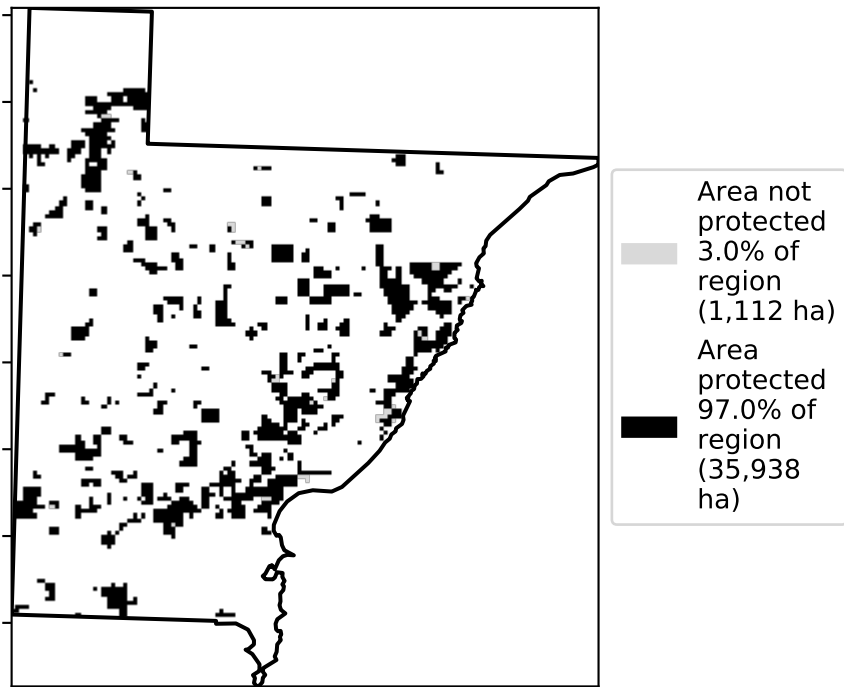 Area not
protected
3.0% of
region
(1,112 ha)
Area
protected
97.0% of
region
(35,938
ha)